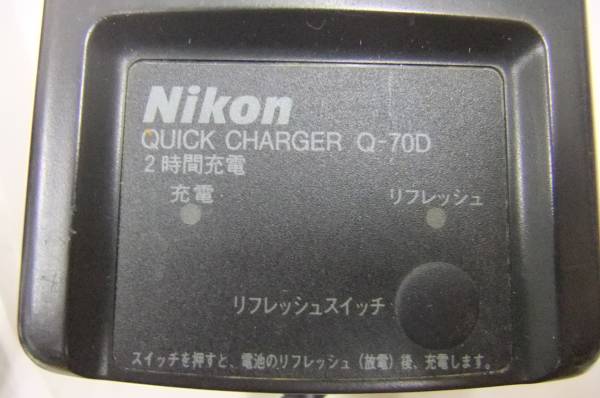 Nikon
QUICK CHARGER Q-70D
2時間充電
充電 リフレッシュ
リフレッシュスイッチ
スイッチを押すと、電池のリフレッシュ(放電)後、充電します。